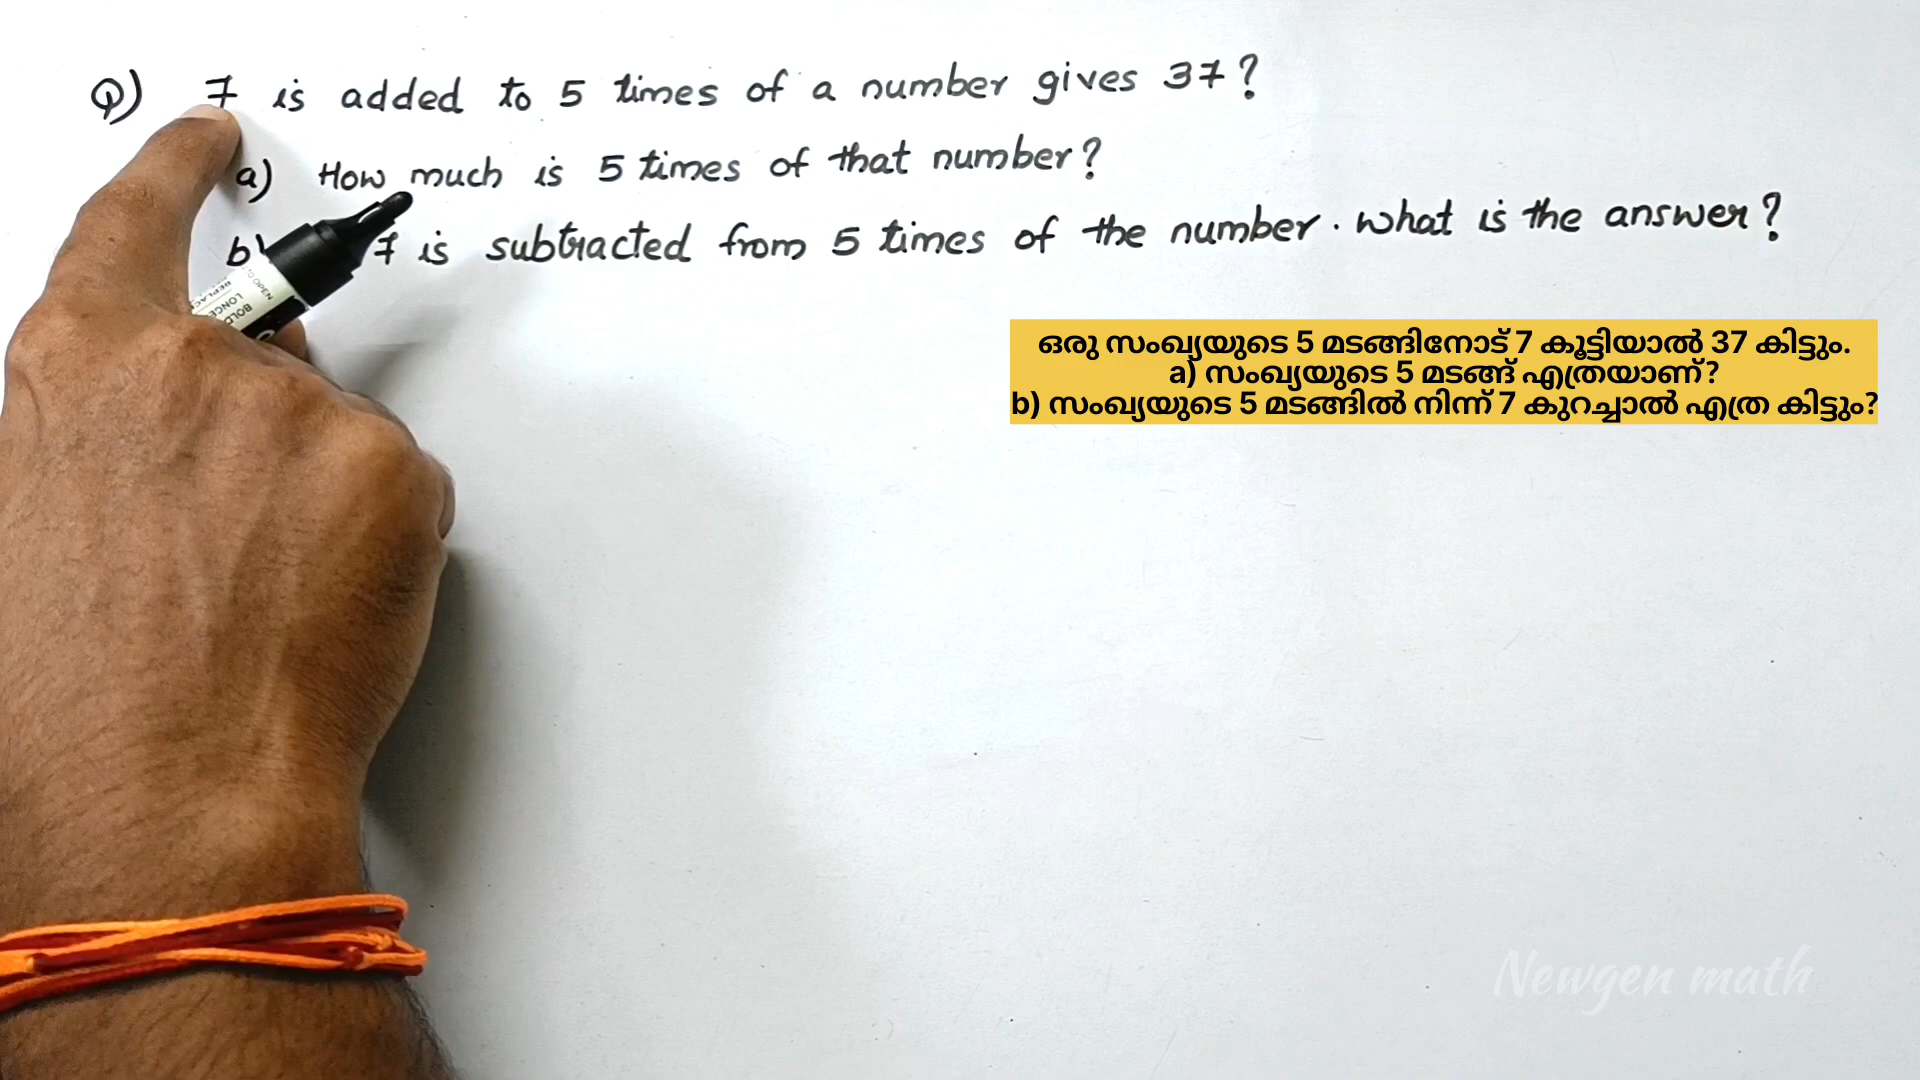 Q) 7 is added to 5 times of a number gives 37?
a) How much is 5 times of that number?
b) 7 is subtracted from 5 times of the number. What is the answer?
ഒരു സംഖ്യയുടെ 5 മടങ്ങിനോട് 7 കൂട്ടിയാൽ 37 കിട്ടും.
a) സംഖ്യയുടെ 5 മടങ്ങ് എത്രയാണ്?
b) സംഖ്യയുടെ 5 മടങ്ങിൽ നിന്ന് 7 കുറച്ചാൽ എത്ര കിട്ടും?
Newgen math